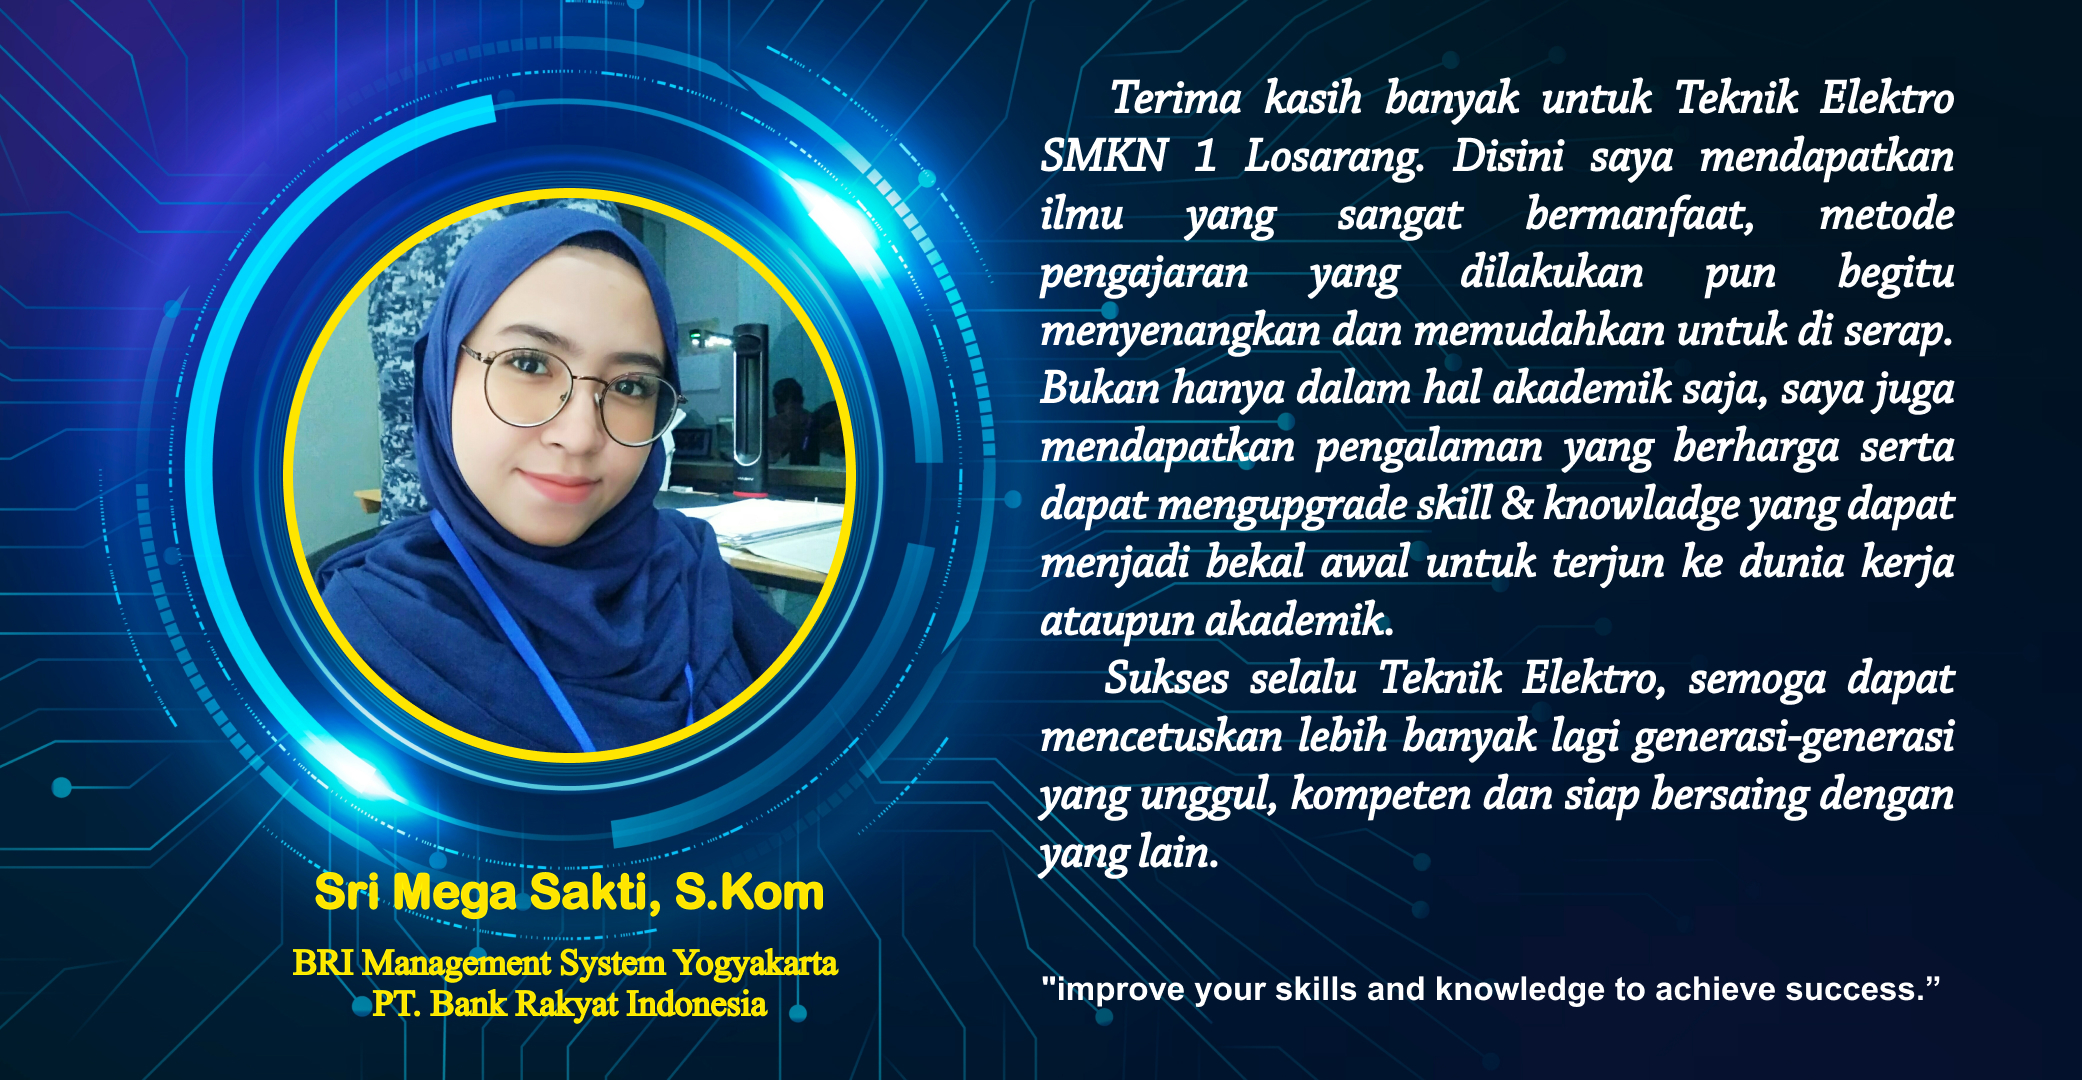 Terima kasih banyak untuk Teknik Elektro
SMKN 1 Losarang. Disini saya mendapatkan
ilmu yang sangat bermanfaat, metode
pengajaran yang dilakukan pun begitu
menyenangkan dan memudahkan untuk di serap.
Bukan hanya dalam hal akademik saja, saya juga
mendapatkan pengalaman yang berharga serta
dapat mengupgrade skill & knowladge yang dapat
menjadi bekal awal untuk terjun ke dunia kerja
ataupun akademik.
Sukses selalu Teknik Elektro, semoga dapat
mencetuskan lebih banyak lagi generasi-generasi
yang unggul, kompeten dan siap bersaing dengan
yang lain.
Sri Mega Sakti, S.Kom
BRI Management System Yogyakarta
PT. Bank Rakyat Indonesia
"improve your skills and knowledge to achieve success.”